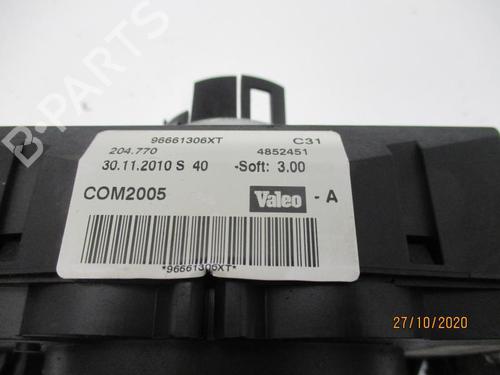 B-PARTS
96661306XT C31
204.770 4852451
30.11.2010 S 40 -Soft: 3.00
COM2005 Valeo - A
*96661306XT*
27/10/2020